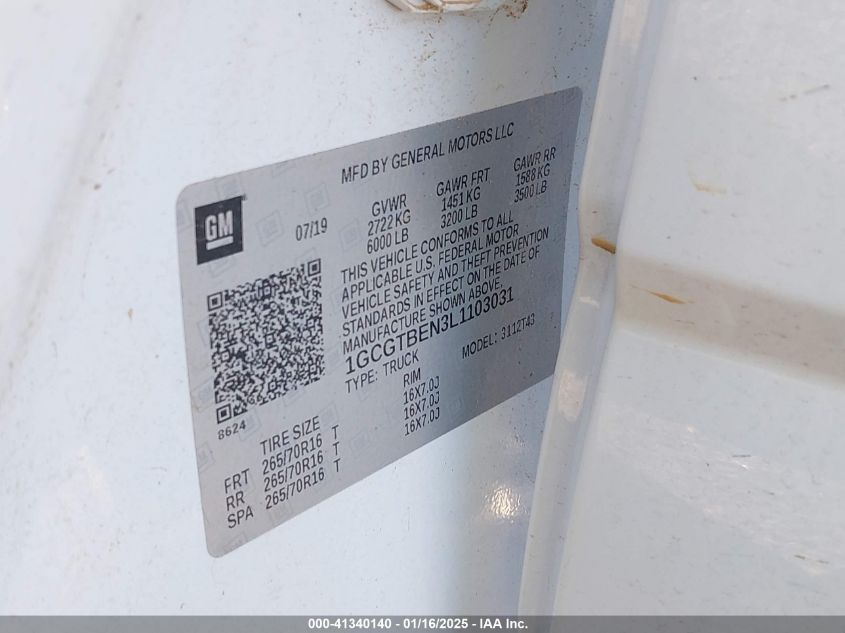 MFD BY GENERAL MOTORS LLC
GM
07/19
GVWR GAWR FRT GAWR RR
2722 KG 1451 KG 1588 KG
6000 LB 3200 LB 3500 LB
THIS VEHICLE CONFORMS TO ALL
APPLICABLE U.S. FEDERAL MOTOR
VEHICLE SAFETY AND THEFT PREVENTION
STANDARDS IN EFFECT ON THE DATE OF
MANUFACTURE SHOWN ABOVE.
1GCGTBEN3L1103031
TYPE: TRUCK MODEL: 3112T43
8624
TIRE SIZE RIM
FRT 265/70R16 T 16X7.0J
RR 265/70R16 T 16X7.0J
SPA 265/70R16 T 16X7.0J
000-41340140 - 01/16/2025 - IAA Inc.